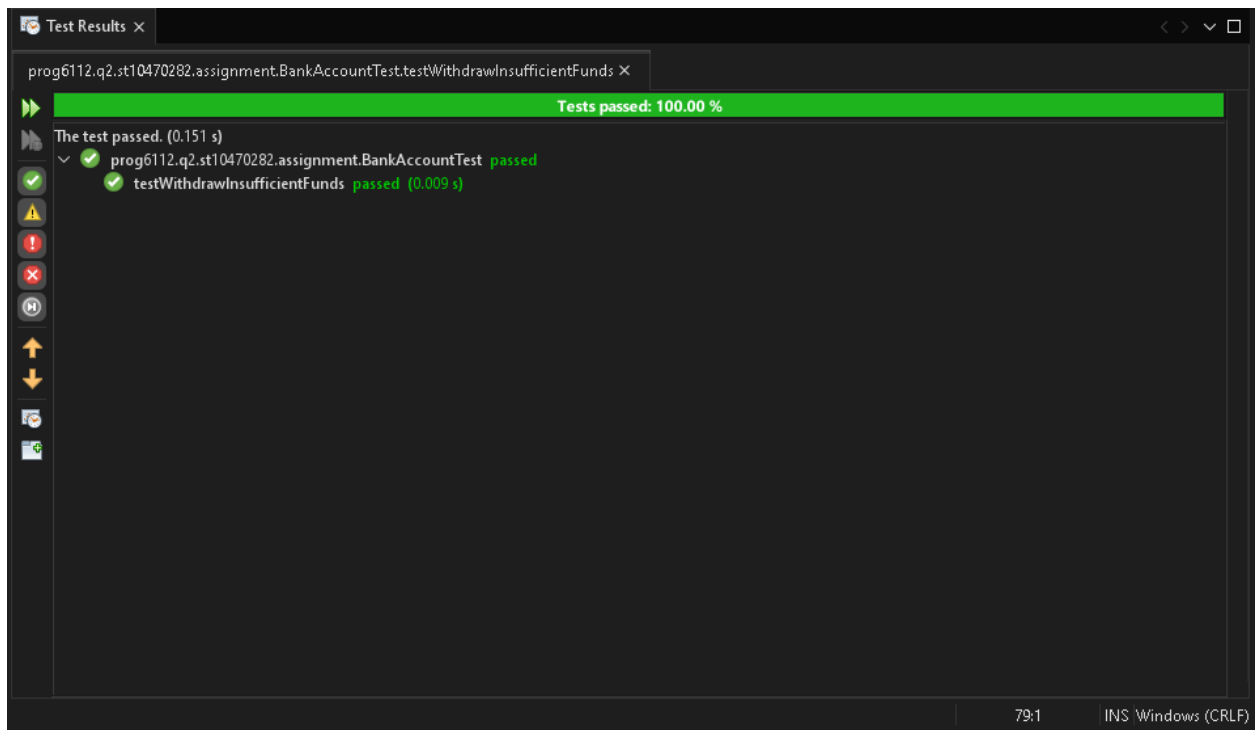 Test Results
prog6112.q2.st10470282.assignment.BankAccountTest.testWithdrawInsufficientFunds
Tests passed: 100.00 %
The test passed. (0.151 s)
prog6112.q2.st10470282.assignment.BankAccountTest passed
testWithdrawInsufficientFunds passed (0.009 s)
79:1 INS Windows (CRLF)